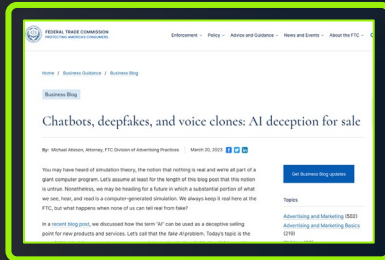 FEDERAL TRADE COMMISSION
PROTECTING AMERICA'S CONSUMERS
Enforcement
Policy
Advice and Guidance
News and Events
About the FTC
Home / Business Guidance / Business Blog
Business Blog
Chatbots, deepfakes, and voice clones: AI deception for sale
By: Michael Atleson, Attorney, FTC Division of Advertising Practices
March 20, 2023
You may have heard of simulation theory, the notion that nothing is real and we're all part of a
giant computer program. Let's assume at least for the length of this blog post that this notion
is untrue. Nonetheless, we may be heading for a future in which a substantial portion of what
we see, hear, and read is a computer-generated simulation. We always keep it real here at the
FTC, but what happens when none of us can tell real from fake?
In a recent blog post, we discussed how the term "AI" can be used as a deceptive selling
point for new products and services. Let's call that the fake AI problem. Today's topic is the
Get Business Blog updates
Topics
Advertising and Marketing (502)
Advertising and Marketing Basics
(219)